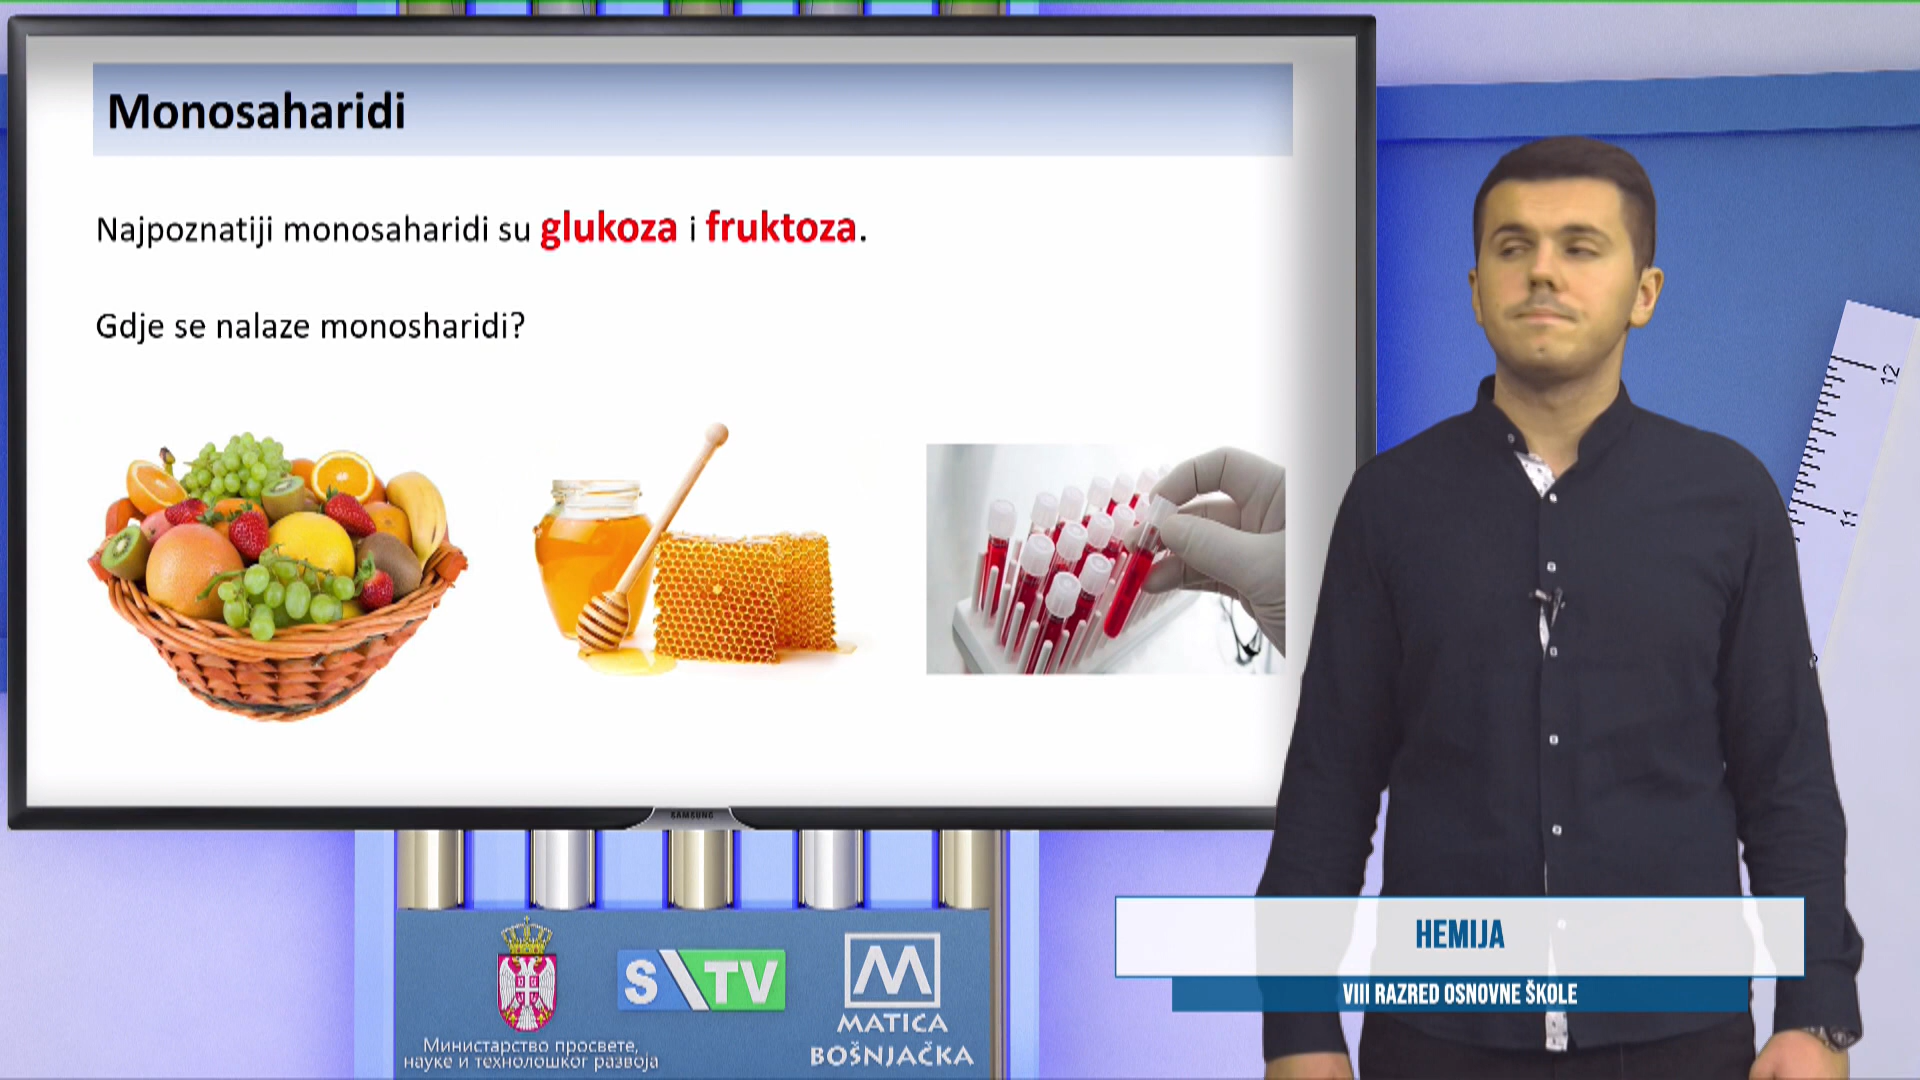 Monosaharidi
Najpoznatiji monosaharidi su glukoza i fruktoza.
Gdje se nalaze monosharidi?
SAMSUNG
12
11
HEMIJA
VIII RAZRED OSNOVNE ŠKOLE
S TV
M
MATICA
BOŠNJAČKA
Министарство просвете,
науке и технолошког развоја